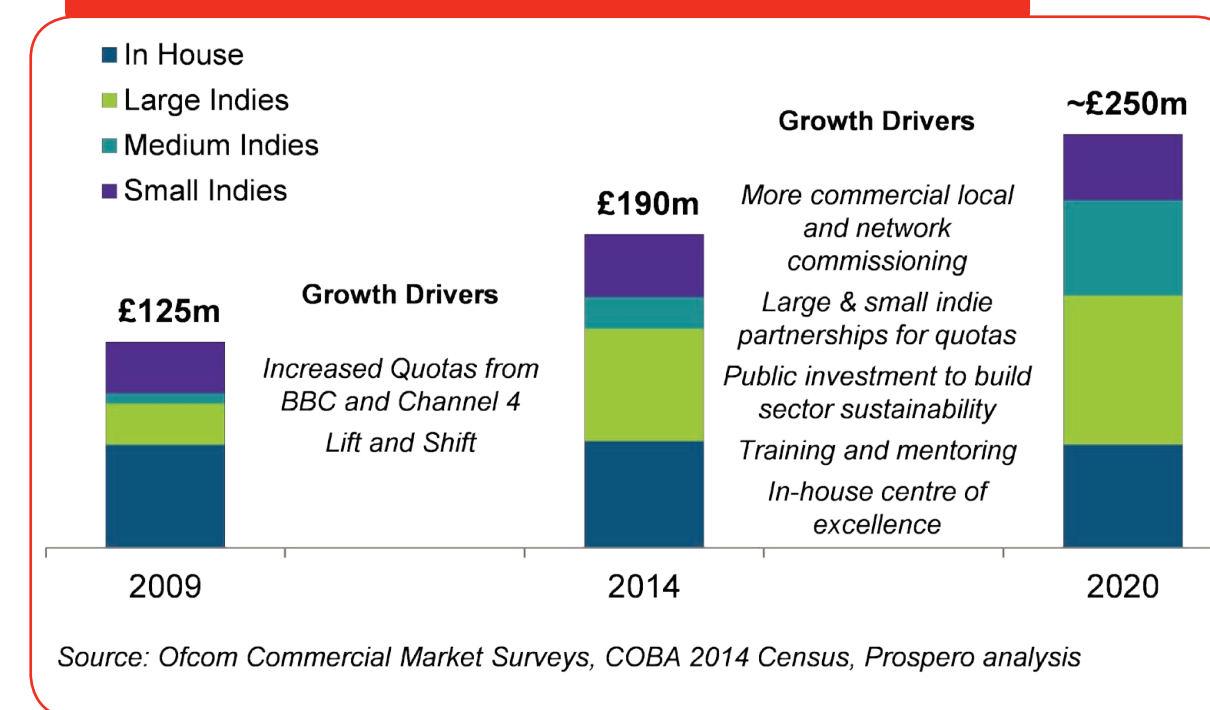 In House
Large Indies
Medium Indies
Small Indies
£125m
Growth Drivers
Increased Quotas from
BBC and Channel 4
Lift and Shift
£190m
Growth Drivers
More commercial local
and network
commissioning
Large & small indie
partnerships for quotas
Public investment to build
sector sustainability
Training and mentoring
In-house centre of
excellence
~£250m
2009
2014
2020
Source: Ofcom Commercial Market Surveys, COBA 2014 Census, Prospero analysis